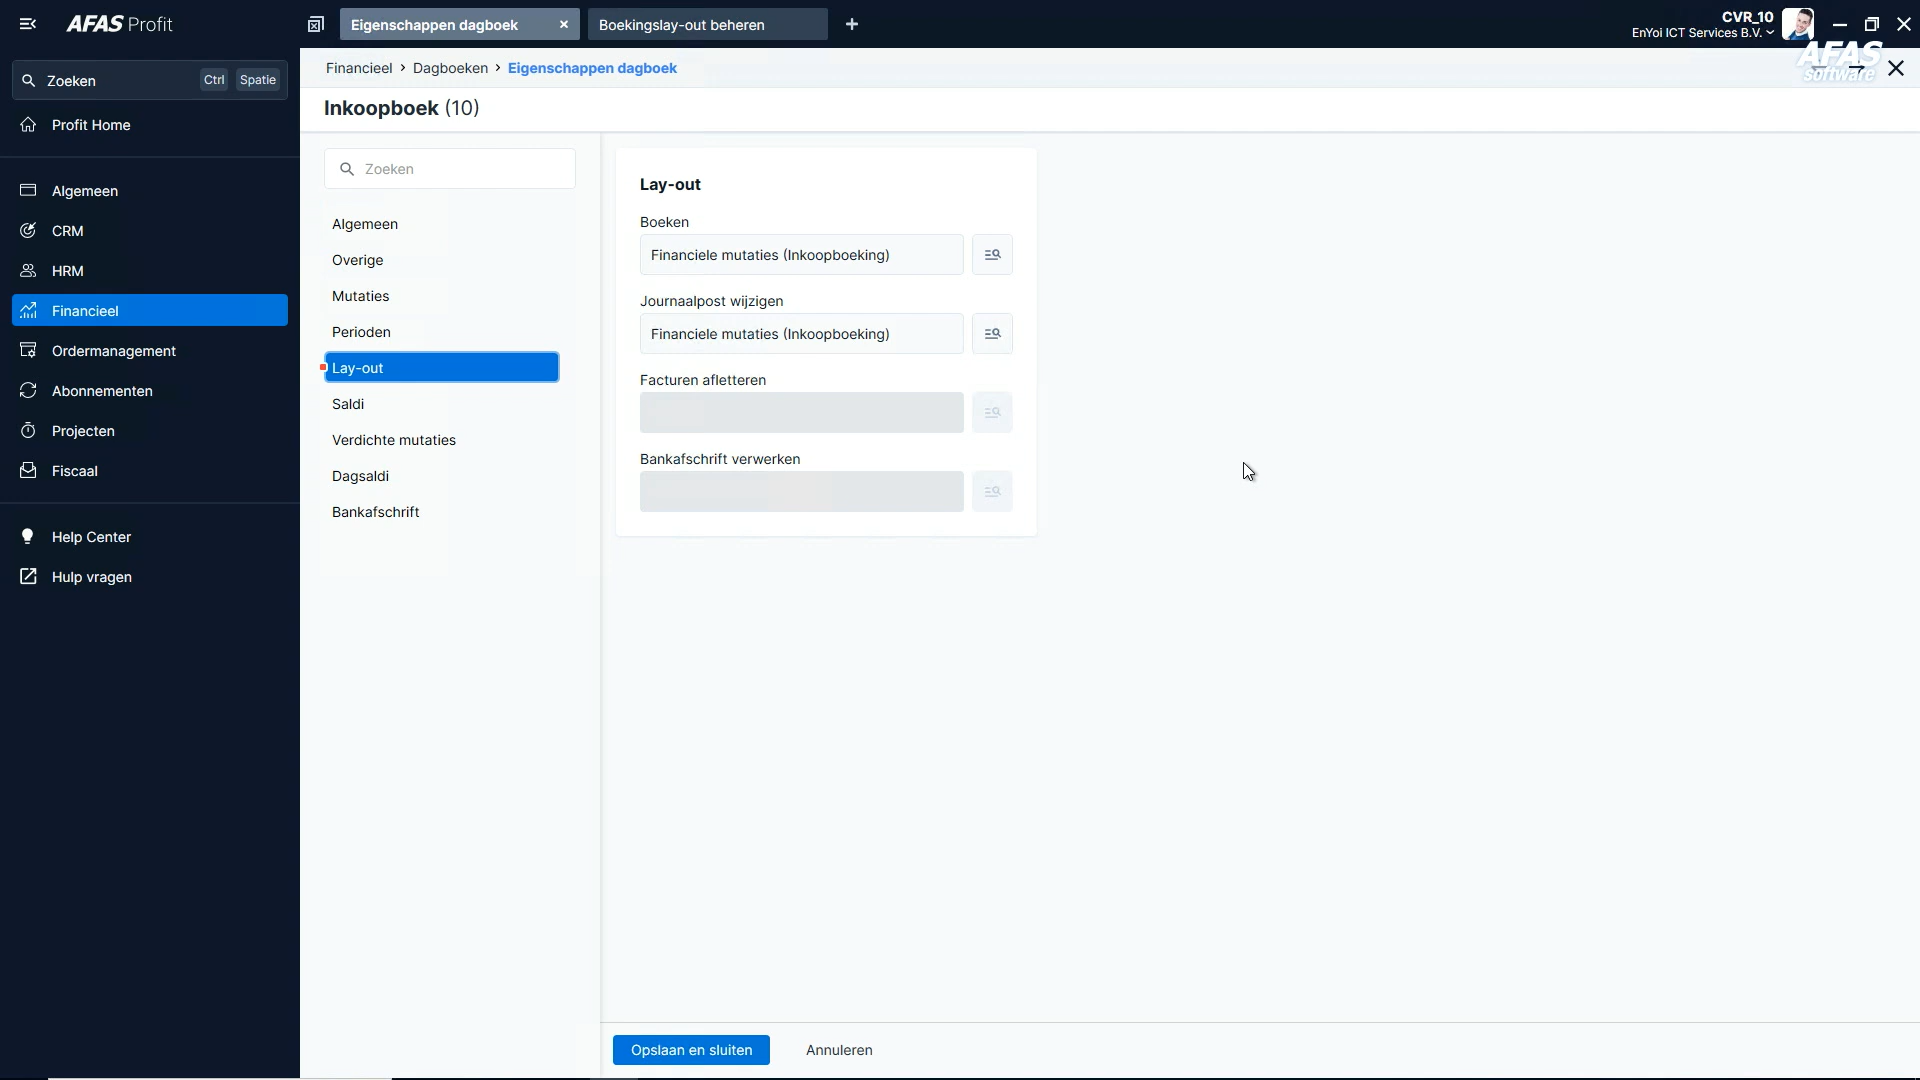 AFAS Profit
Eigenschappen dagboek
Boekingslay-out beheren
CVR_10
EnYoi ICT Services B.V.
AFAS
software
Zoeken
Ctrl
Spatie
Profit Home
Algemeen
CRM
HRM
Financieel
Ordermanagement
Abonnementen
Projecten
Fiscaal
Help Center
Hulp vragen
Financieel › Dagboeken › Eigenschappen dagboek
Inkoopboek (10)
Zoeken
Algemeen
Overige
Mutaties
Perioden
Lay-out
Saldi
Verdichte mutaties
Dagsaldi
Bankafschrift
Lay-out
Boeken
Financiele mutaties (Inkoopboeking)
Journaalpost wijzigen
Financiele mutaties (Inkoopboeking)
Facturen afletteren
Bankafschrift verwerken
Opslaan en sluiten
Annuleren